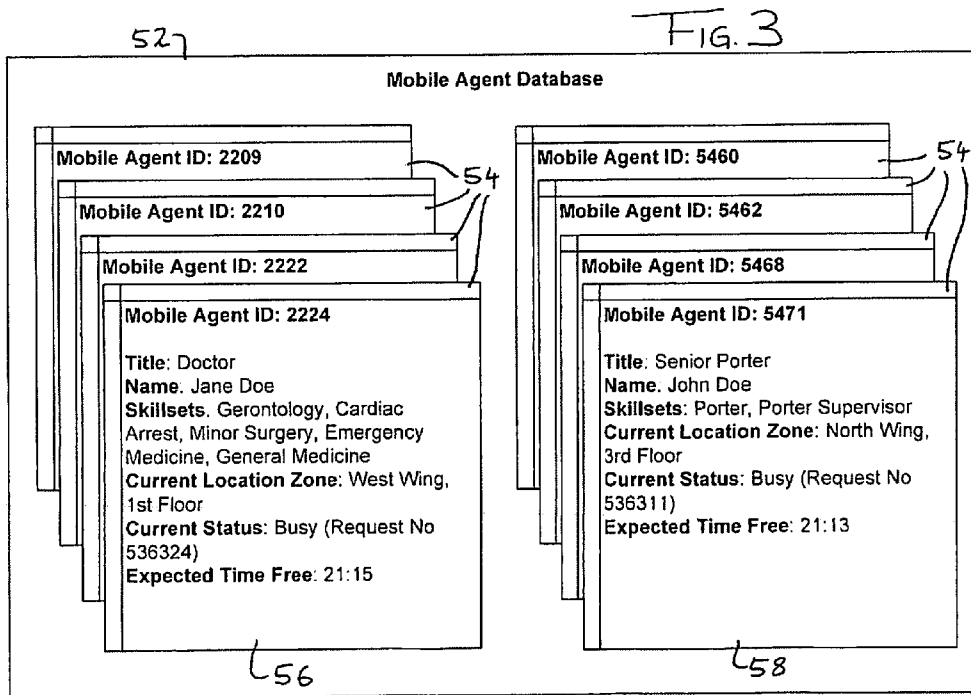 52
FIG. 3
Mobile Agent Database
Mobile Agent ID: 2209
54
Mobile Agent ID: 2210
Mobile Agent ID: 2222
Mobile Agent ID: 2224
Title: Doctor
Name. Jane Doe
Skillsets. Gerontology, Cardiac
Arrest, Minor Surgery, Emergency
Medicine, General Medicine
Current Location Zone: West Wing,
1st Floor
Current Status: Busy (Request No
536324)
Expected Time Free: 21:15
56
Mobile Agent ID: 5460
54
Mobile Agent ID: 5462
Mobile Agent ID: 5468
Mobile Agent ID: 5471
Title: Senior Porter
Name. John Doe
Skillsets: Porter, Porter Supervisor
Current Location Zone: North Wing,
3rd Floor
Current Status: Busy (Request No
536311)
Expected Time Free: 21:13
58